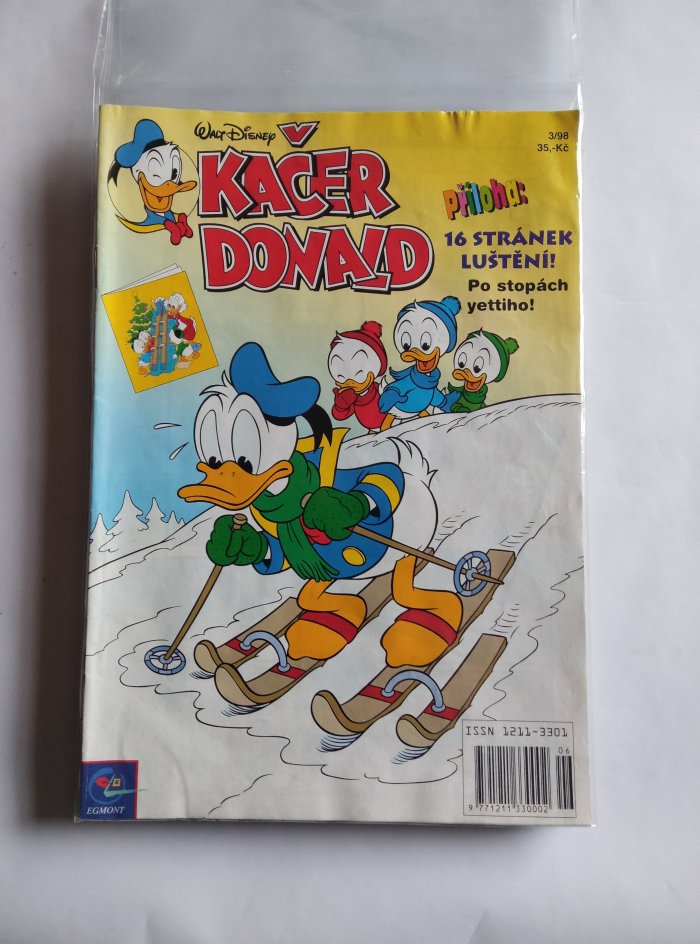 Walt Disney
KAČER
DONALD
3/98
35,-Kč
Příloha:
16 STRÁNEK
LUŠTĚNÍ!
Po stopách
yettiho!
ISSN 1211-3301
06
9 771211 330002
EGMONT